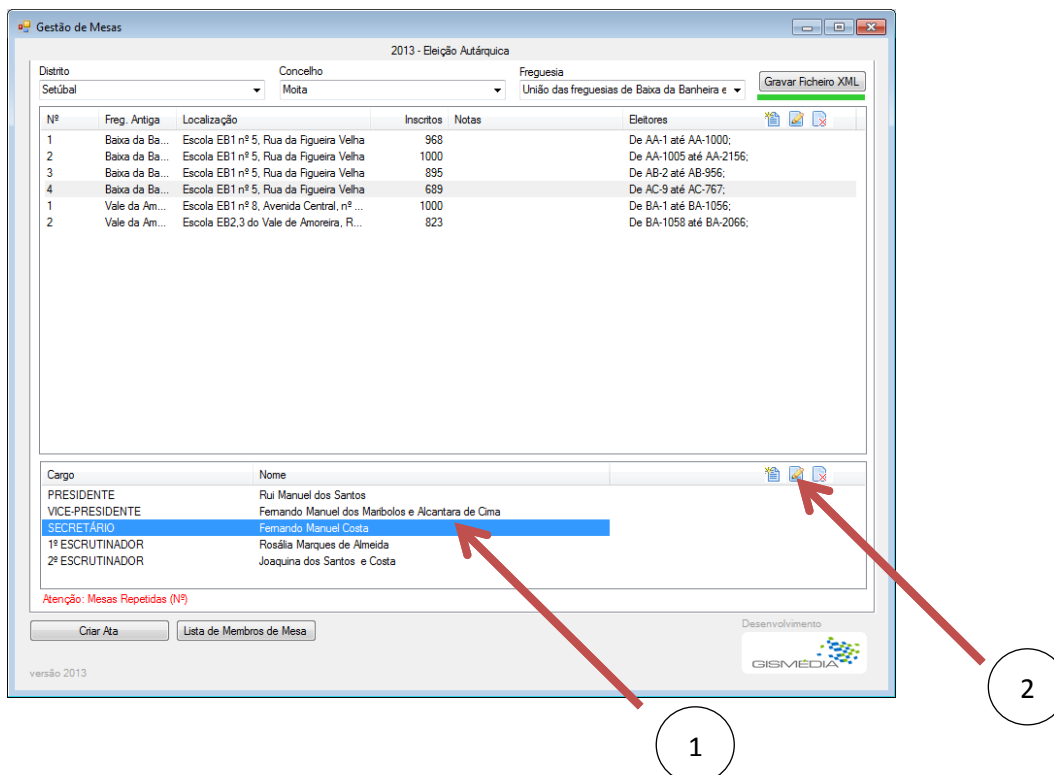 Gestão de Mesas
2013 - Eleição Autárquica
Distrito Concelho Freguesia
Setúbal Moita União das freguesias de Baixa da Banheira e Gravar Ficheiro XML
Nº Freg. Antiga Localização Inscritos Notas Eleitores
1 Baixa da Ba... Escola EB1 nº 5, Rua da Figueira Velha 968 De AA-1 até AA-1000;
2 Baixa da Ba... Escola EB1 nº 5, Rua da Figueira Velha 1000 De AA-1005 até AA-2156;
3 Baixa da Ba... Escola EB1 nº 5, Rua da Figueira Velha 895 De AB-2 até AB-956;
4 Baixa da Ba... Escola EB1 nº 5, Rua da Figueira Velha 689 De AC-9 até AC-767;
1 Vale da Am... Escola EB1 nº 8, Avenida Central, nº ... 1000 De BA-1 até BA-1056;
2 Vale da Am... Escola EB2,3 do Vale de Amoreira, R... 823 De BA-1058 até BA-2066;
Cargo Nome
PRESIDENTE Rui Manuel dos Santos
VICE-PRESIDENTE Fernando Manuel dos Maribolos e Alcantara de Cima
SECRETÁRIO Fernando Manuel Costa
1º ESCRUTINADOR Rosália Marques de Almeida
2º ESCRUTINADOR Joaquina dos Santos e Costa
Atenção: Mesas Repetidas (Nº)
Criar Ata Lista de Membros de Mesa
Desenvolvimento
GISMÉDIA
versão 2013
2
1